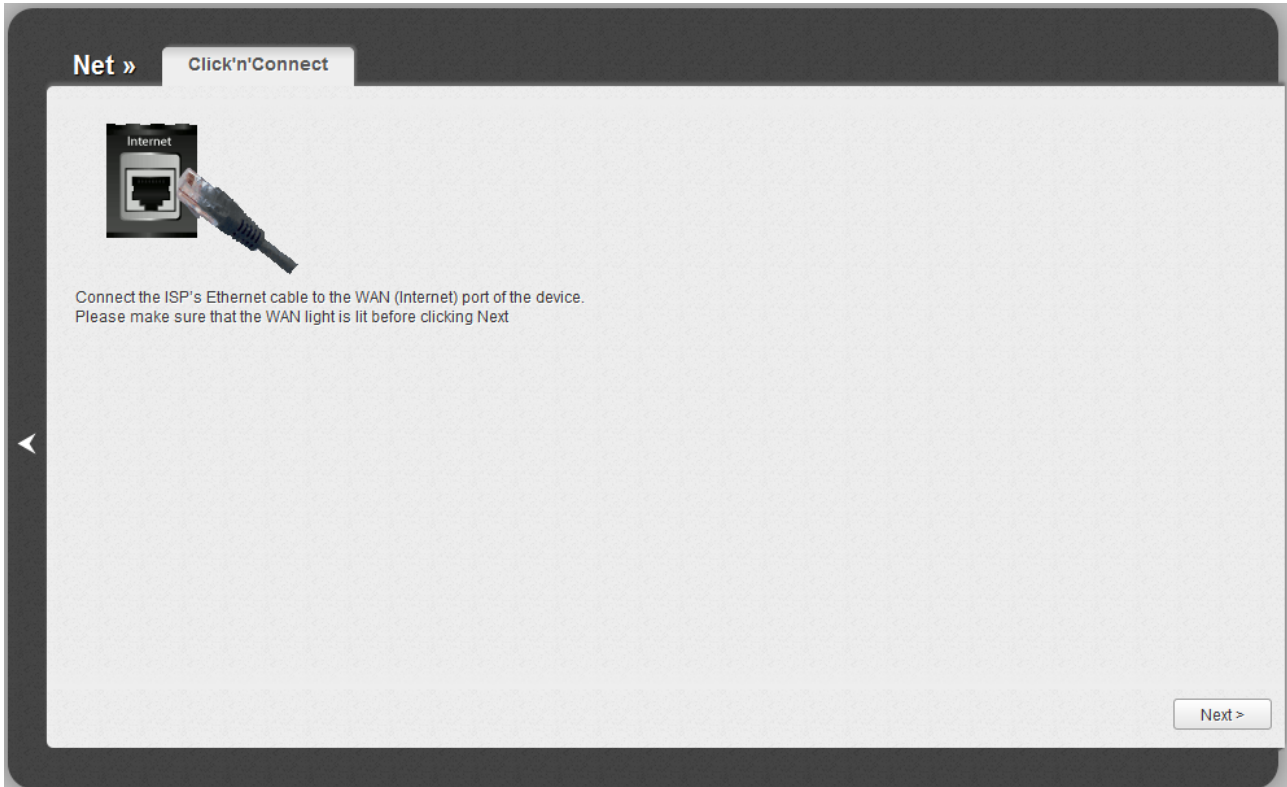 Net »
Click'n'Connect
Internet
Connect the ISP's Ethernet cable to the WAN (Internet) port of the device.
Please make sure that the WAN light is lit before clicking Next
Next >